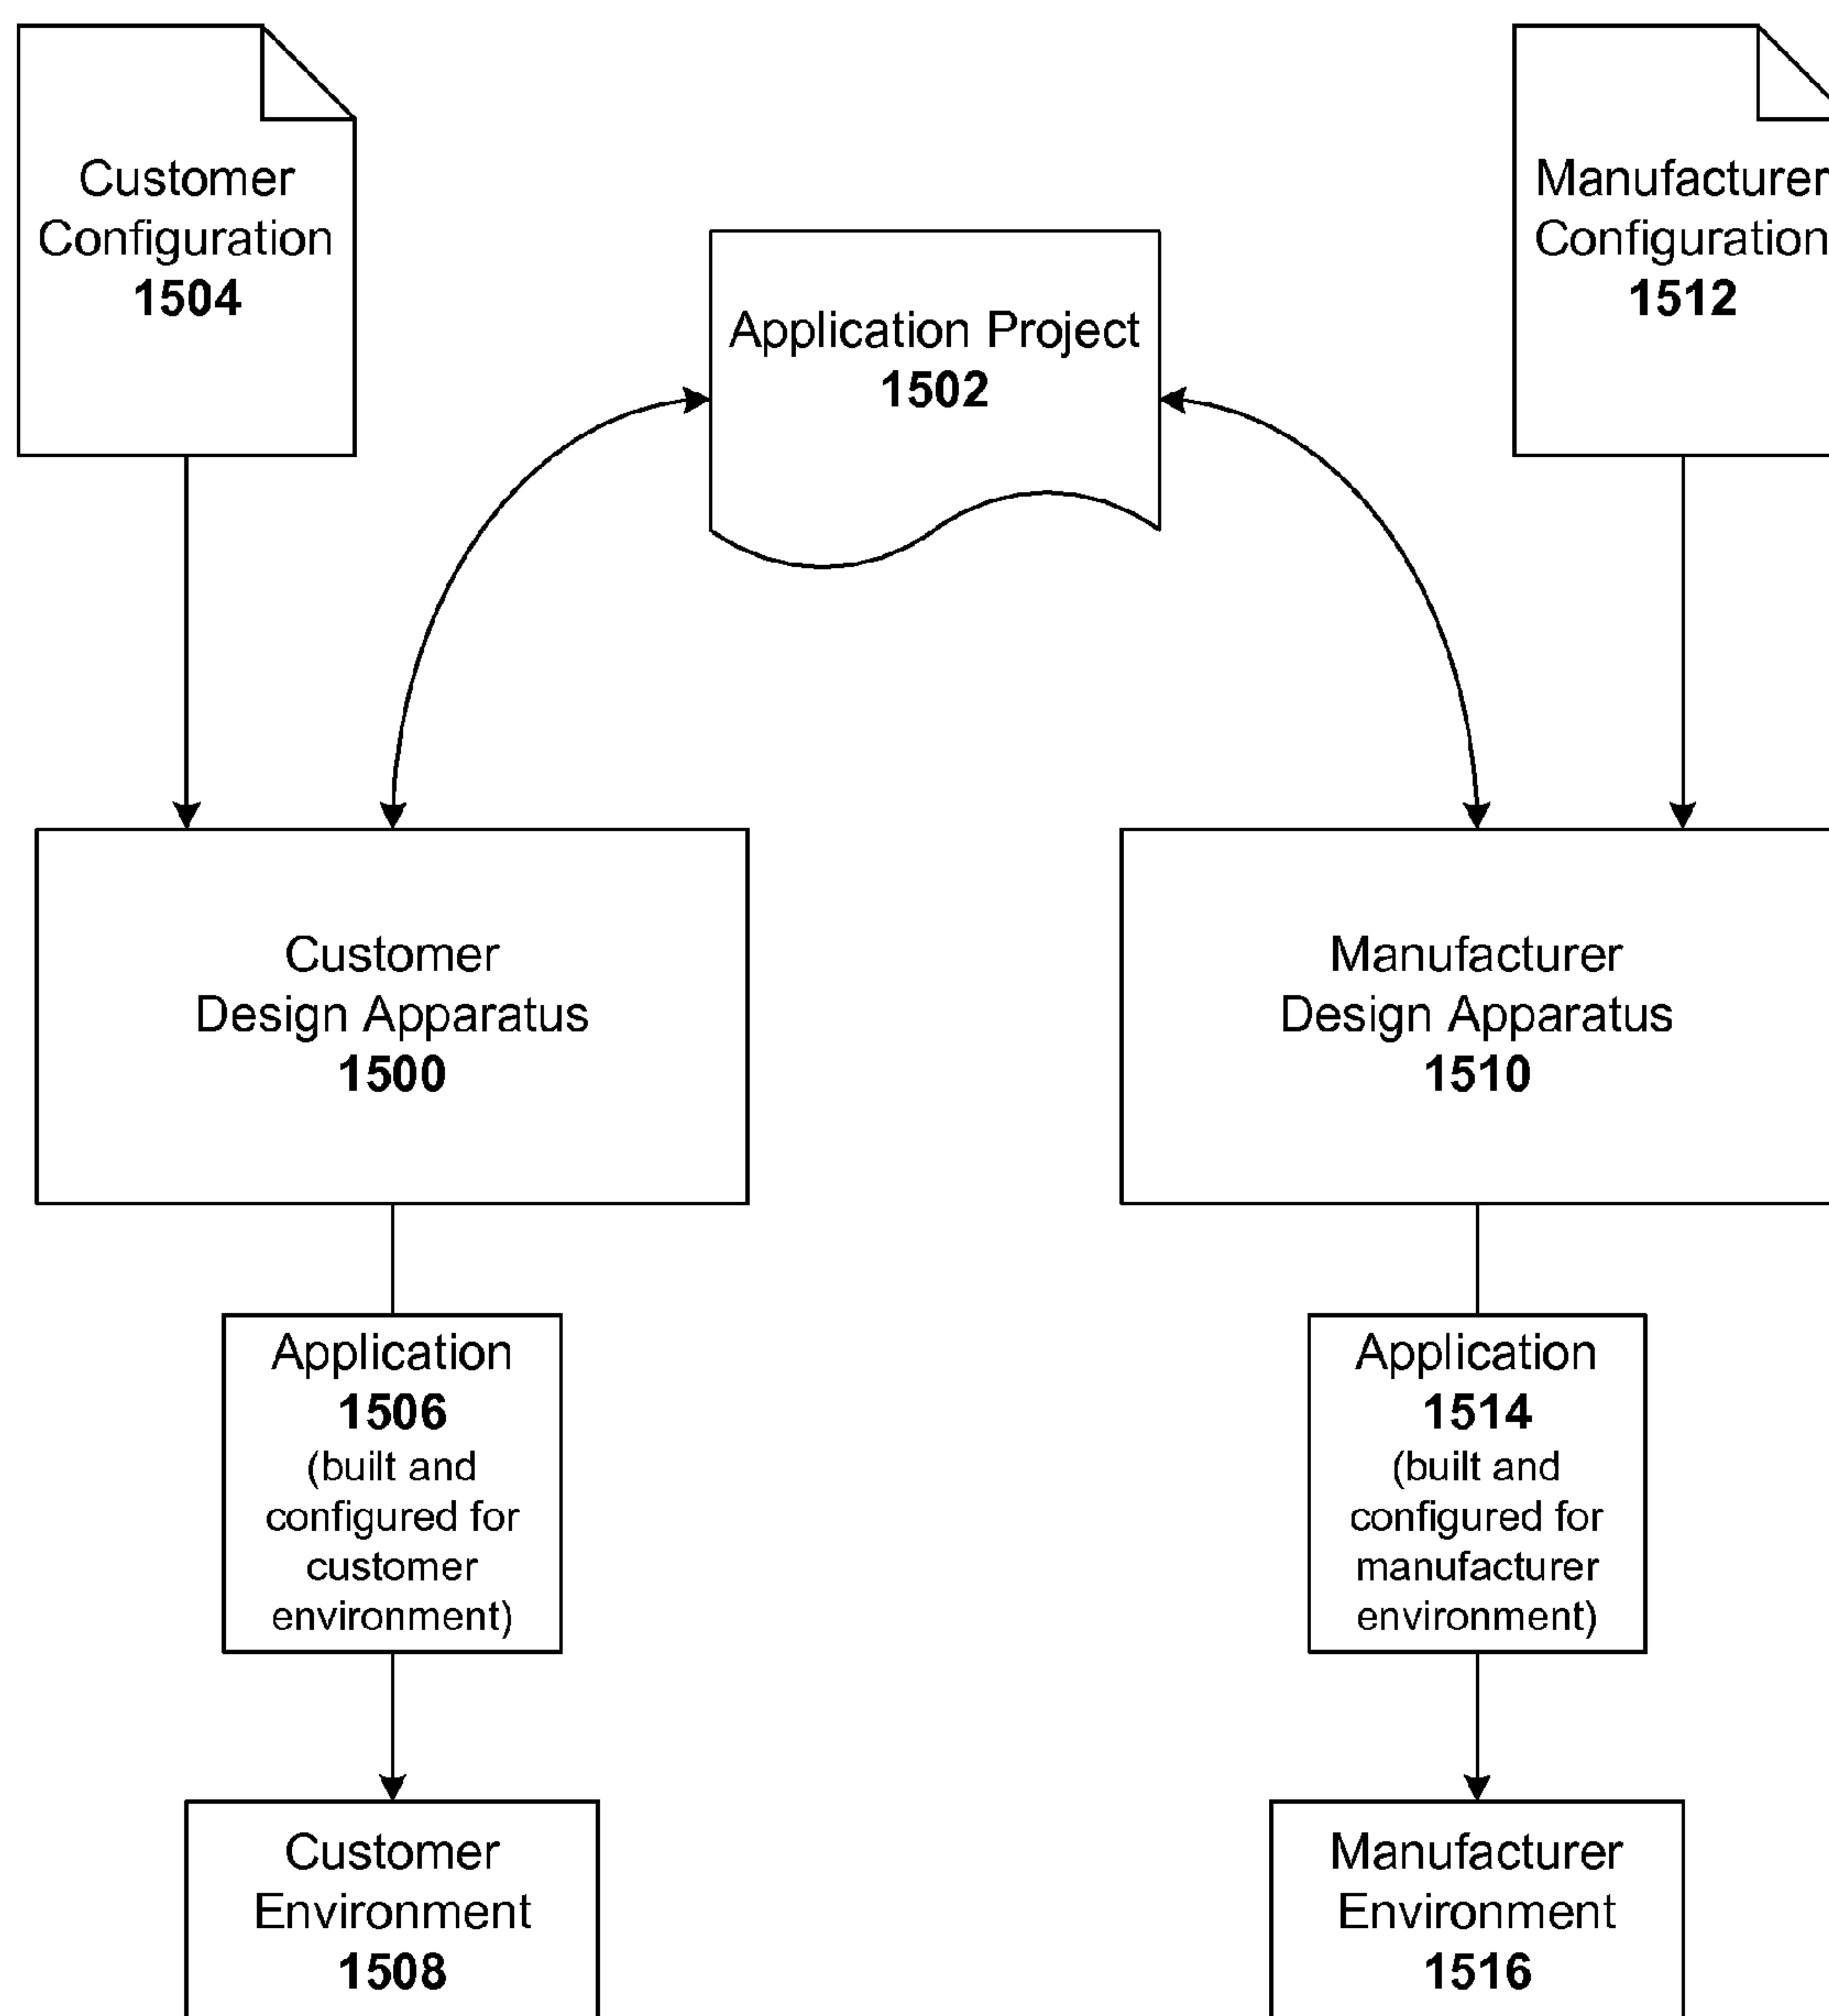 Customer
Configuration
1504
Application Project
1502
Manufacturer
Configuration
1512
Customer
Design Apparatus
1500
Manufacturer
Design Apparatus
1510
Application
1506
(built and
configured for
customer
environment)
Application
1514
(built and
configured for
manufacturer
environment)
Customer
Environment
1508
Manufacturer
Environment
1516